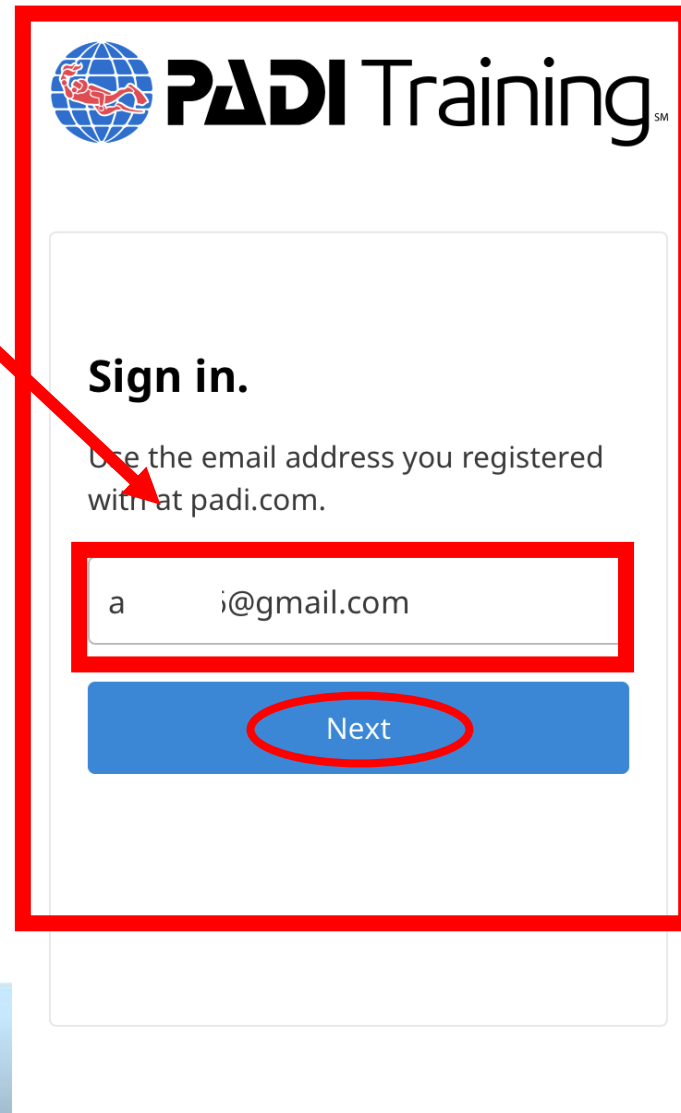 PADI Training SM
Sign in.
Use the email address you registered
with at padi.com.
a @gmail.com
Next